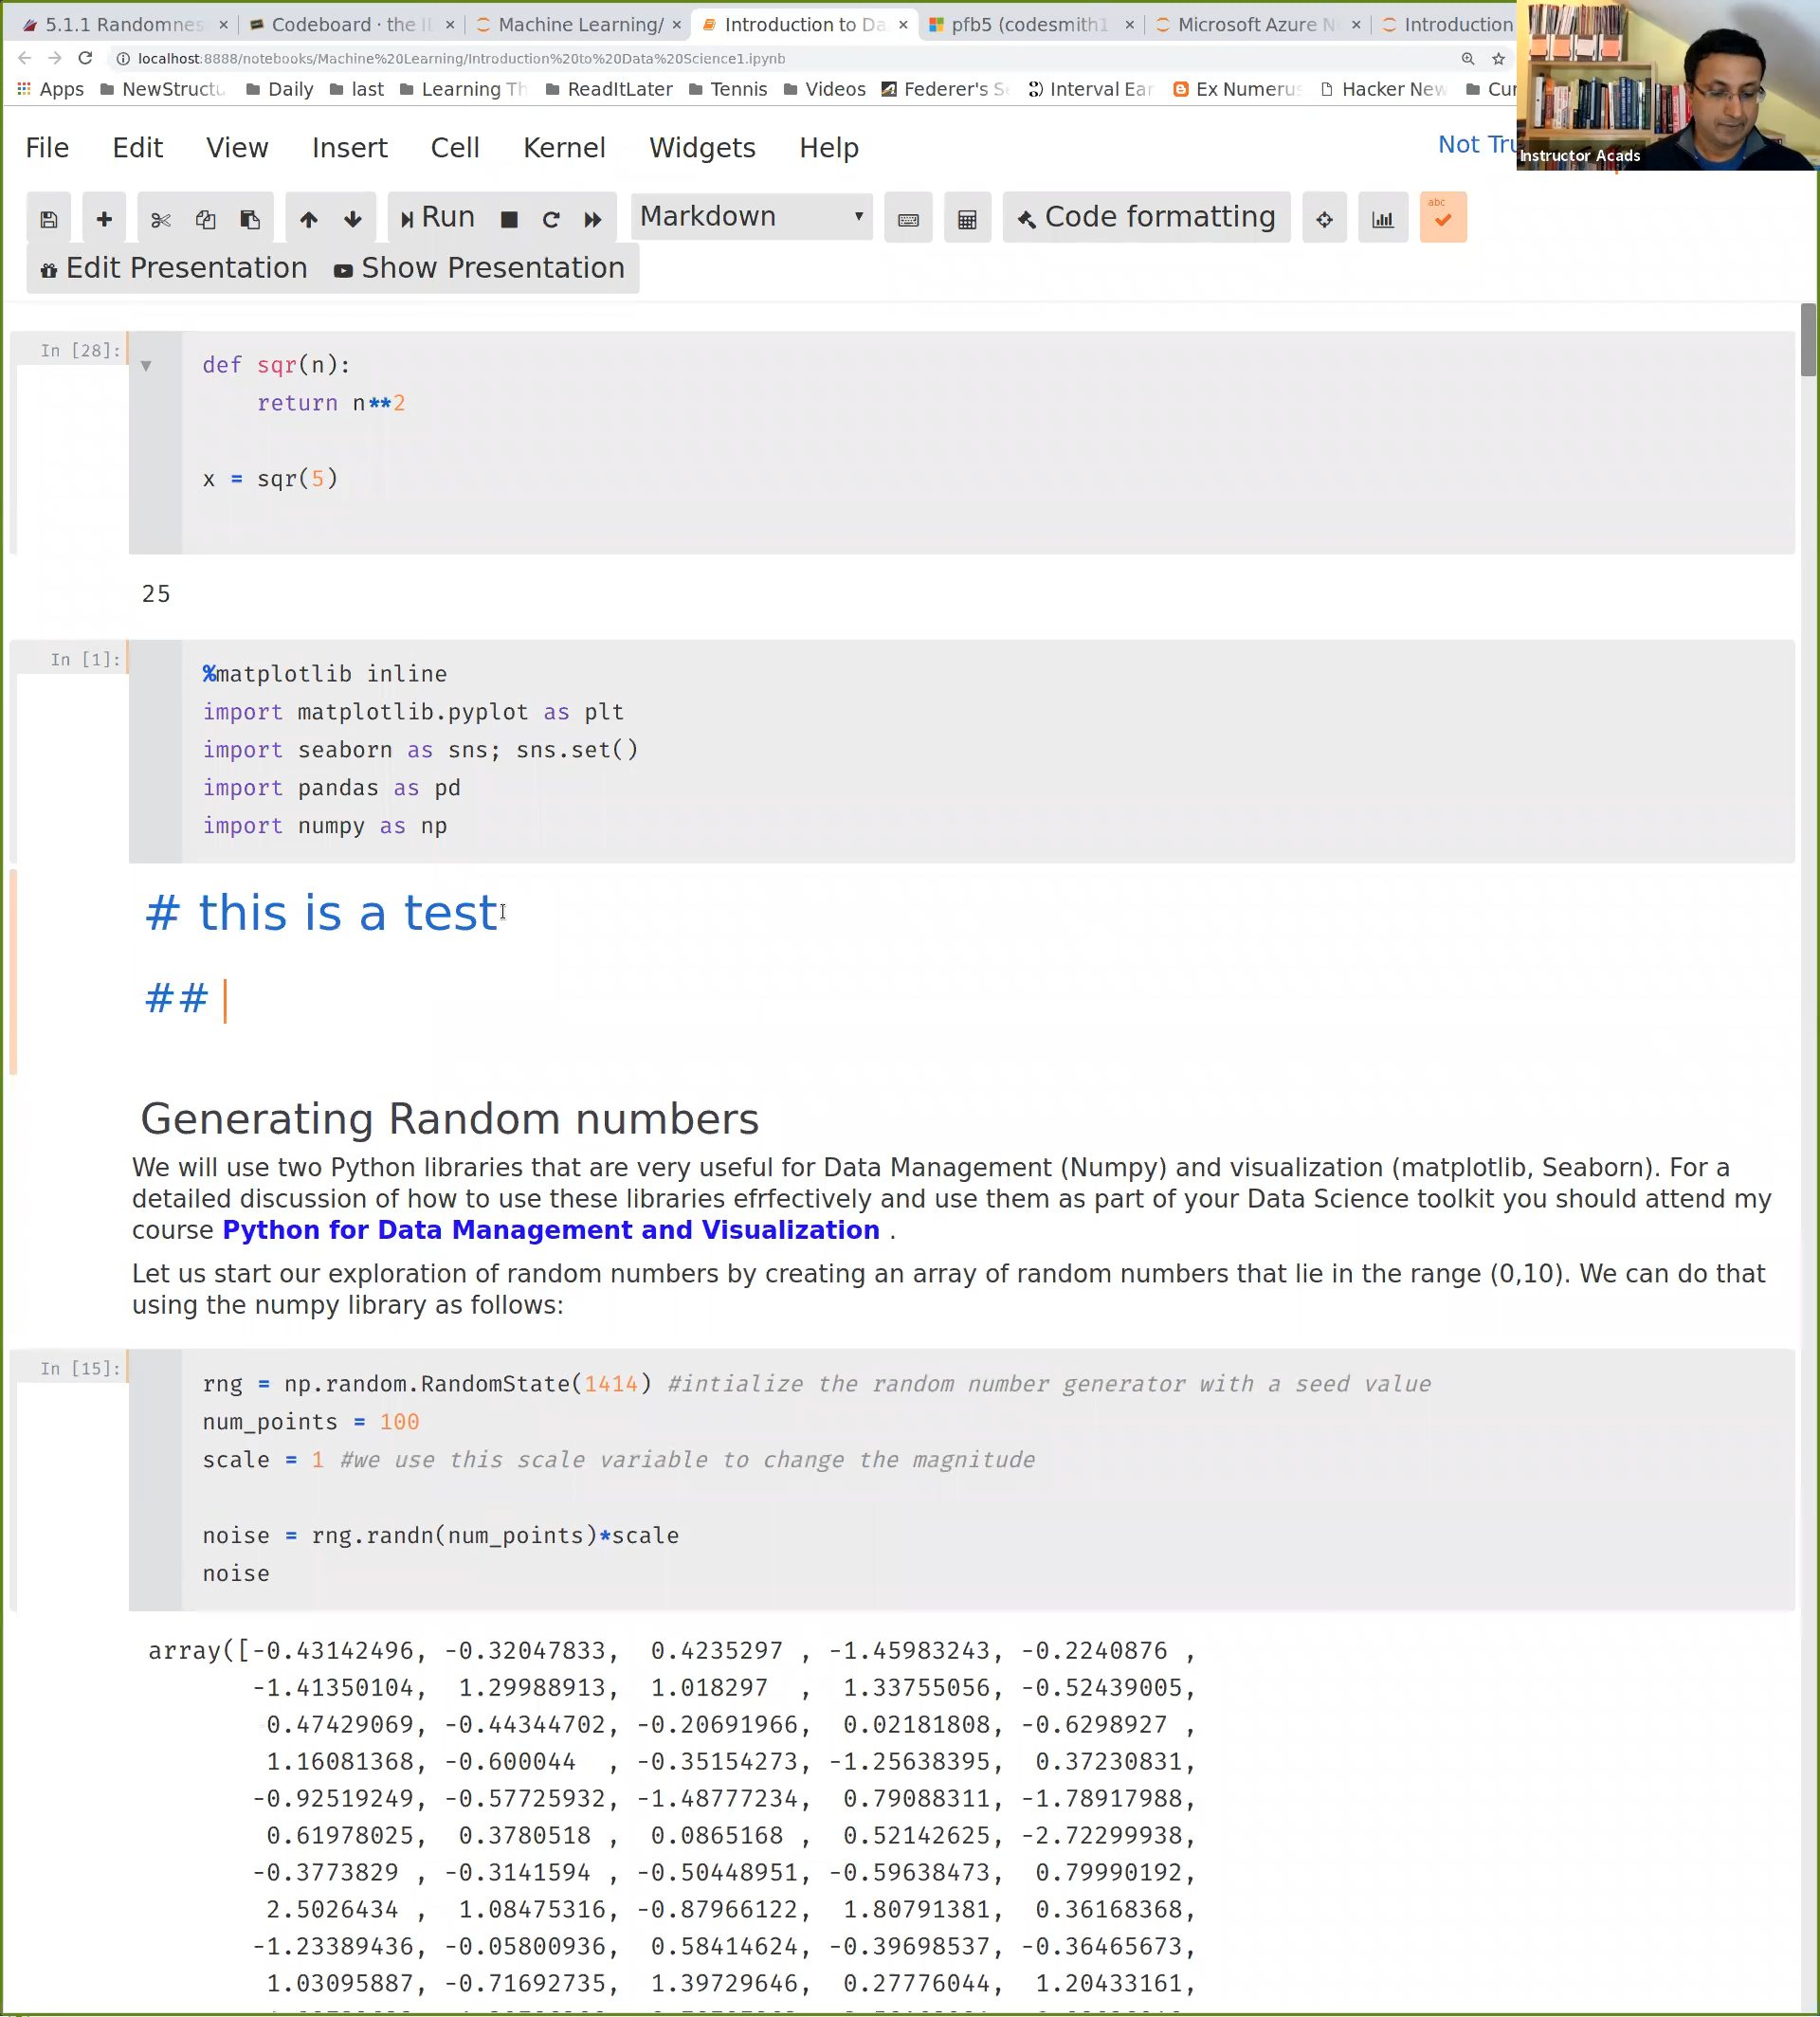 5.1.1 Randomnes
Codeboard · the I
Machine Learning/
Introduction to Da
pfb5 (codesmith1
Microsoft Azure N
Introduction
localhost:8888/notebooks/Machine%20Learning/Introduction%20to%20Data%20Science1.ipynb
Apps NewStructu Daily last Learning Th ReadItLater Tennis Videos Federer's S Interval Ear Ex Numerus Hacker New Cur
File Edit View Insert Cell Kernel Widgets Help
Not Tru
Instructor Acads
Run Markdown Code formatting abc
Edit Presentation Show Presentation
In [28]:
def sqr(n):
return n**2
x = sqr(5)
25
In [1]:
%matplotlib inline
import matplotlib.pyplot as plt
import seaborn as sns; sns.set()
import pandas as pd
import numpy as np
# this is a test
##
Generating Random numbers
We will use two Python libraries that are very useful for Data Management (Numpy) and visualization (matplotlib, Seaborn). For a
detailed discussion of how to use these libraries efrfectively and use them as part of your Data Science toolkit you should attend my
course Python for Data Management and Visualization .
Let us start our exploration of random numbers by creating an array of random numbers that lie in the range (0,10). We can do that
using the numpy library as follows:
In [15]:
rng = np.random.RandomState(1414) #intialize the random number generator with a seed value
num_points = 100
scale = 1 #we use this scale variable to change the magnitude
noise = rng.randn(num_points)*scale
noise
array([-0.43142496, -0.32047833, 0.4235297 , -1.45983243, -0.2240876 ,
-1.41350104, 1.29988913, 1.018297 , 1.33755056, -0.52439005,
0.47429069, -0.44344702, -0.20691966, 0.02181808, -0.6298927 ,
1.16081368, -0.600044 , -0.35154273, -1.25638395, 0.37230831,
-0.92519249, -0.57725932, -1.48777234, 0.79088311, -1.78917988,
0.61978025, 0.3780518 , 0.0865168 , 0.52142625, -2.72299938,
-0.3773829 , -0.3141594 , -0.50448951, -0.59638473, 0.79990192,
2.5026434 , 1.08475316, -0.87966122, 1.80791381, 0.36168368,
-1.23389436, -0.05800936, 0.58414624, -0.39698537, -0.36465673,
1.03095887, -0.71692735, 1.39729646, 0.27776044, 1.20433161,